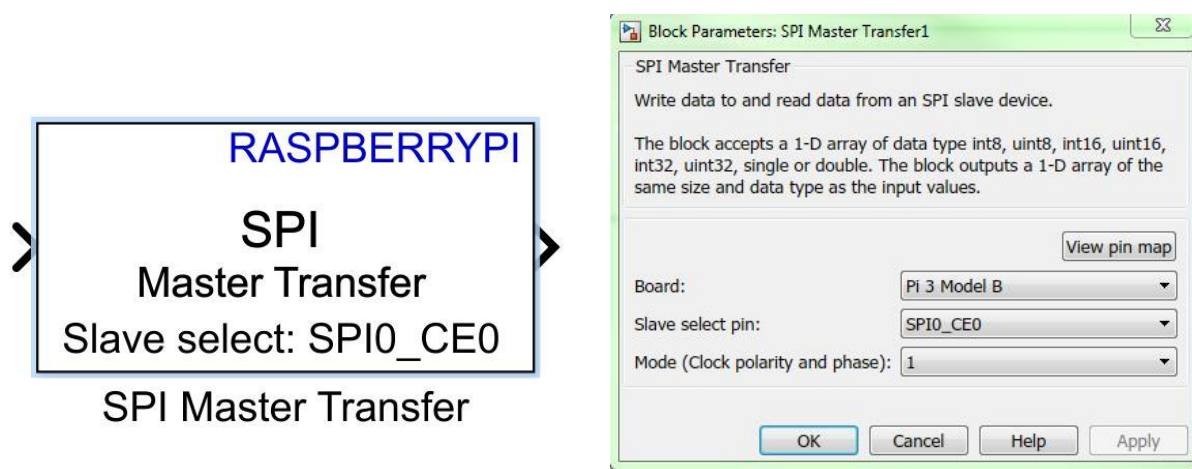 RASPBERRYPI
SPI
Master Transfer
Slave select: SPI0_CE0
SPI Master Transfer
Block Parameters: SPI Master Transfer1
SPI Master Transfer
Write data to and read data from an SPI slave device.
The block accepts a 1-D array of data type int8, uint8, int16, uint16,
int32, uint32, single or double. The block outputs a 1-D array of the
same size and data type as the input values.
View pin map
Board: Pi 3 Model B
Slave select pin: SPI0_CE0
Mode (Clock polarity and phase): 1
OK Cancel Help Apply